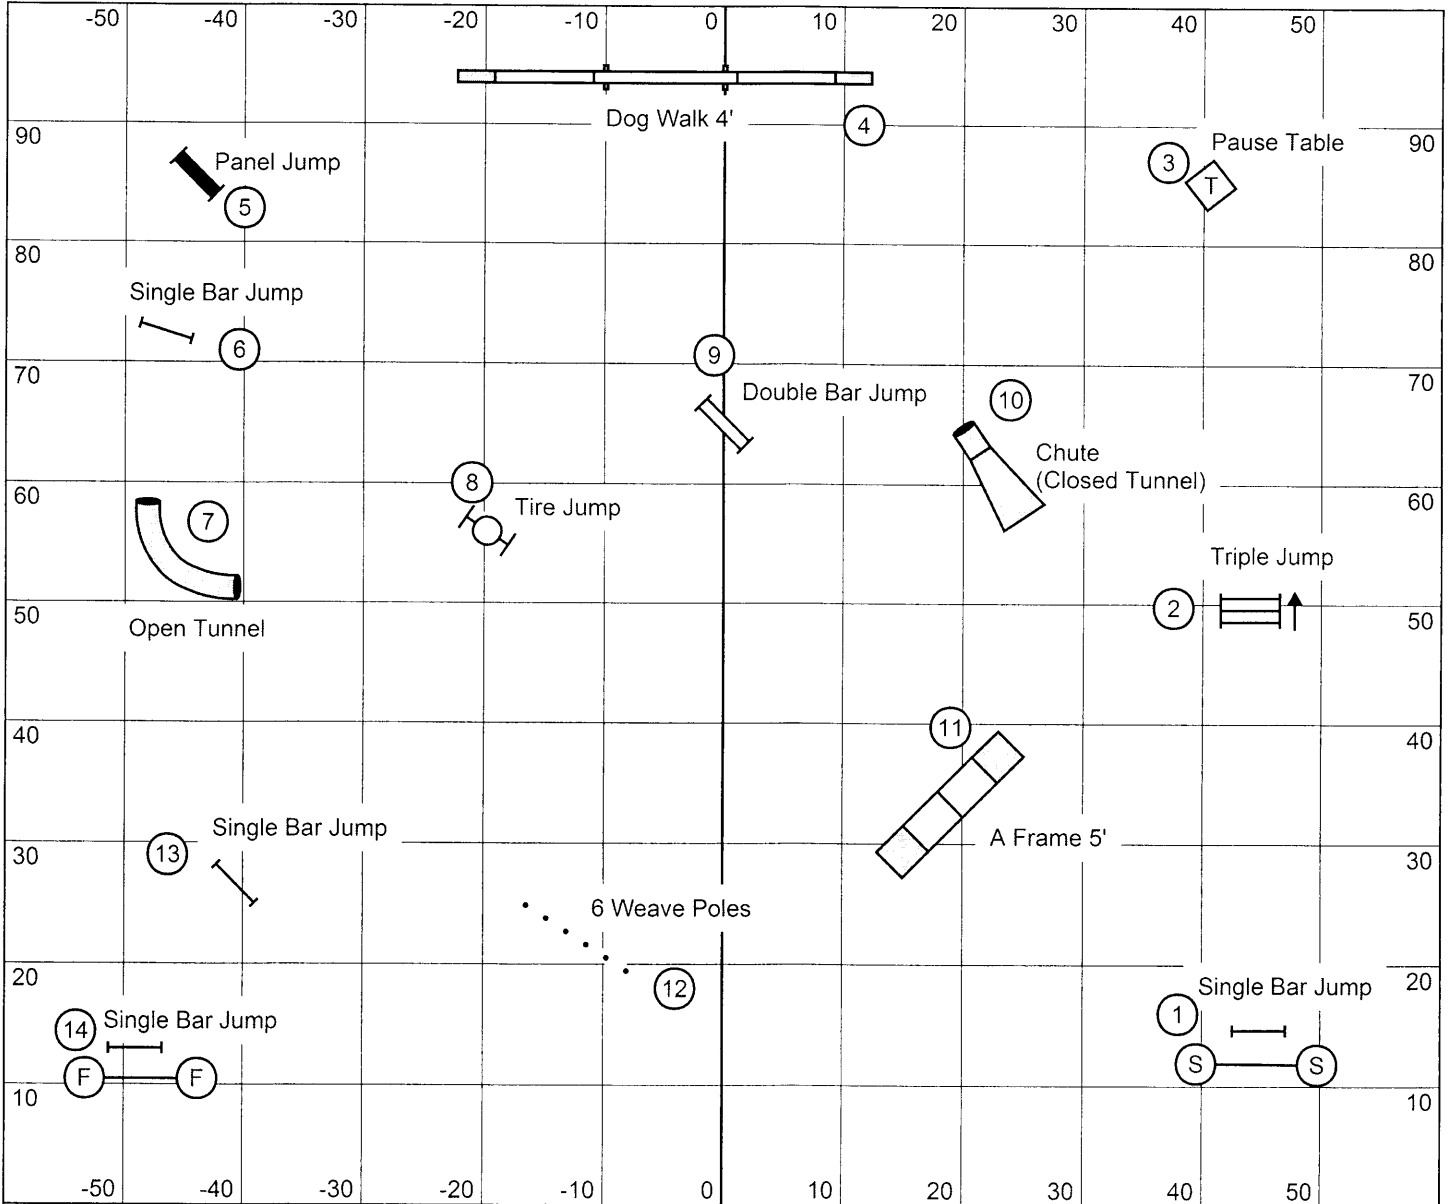 -50 -40 -30 -20 -10 0 10 20 30 40 50
Dog Walk 4'
4
90
90
Pause Table
3
T
Panel Jump
5
80
80
Single Bar Jump
6
9
70
70
Double Bar Jump
10
Chute
(Closed Tunnel)
8
60
60
Tire Jump
7
Triple Jump
2
50
50
Open Tunnel
11
40
40
Single Bar Jump
13
A Frame 5'
30
30
6 Weave Poles
12
20
20
Single Bar Jump
1
14
Single Bar Jump
S S
F F
10
10
-50 -40 -30 -20 -10 0 10 20 30 40 50